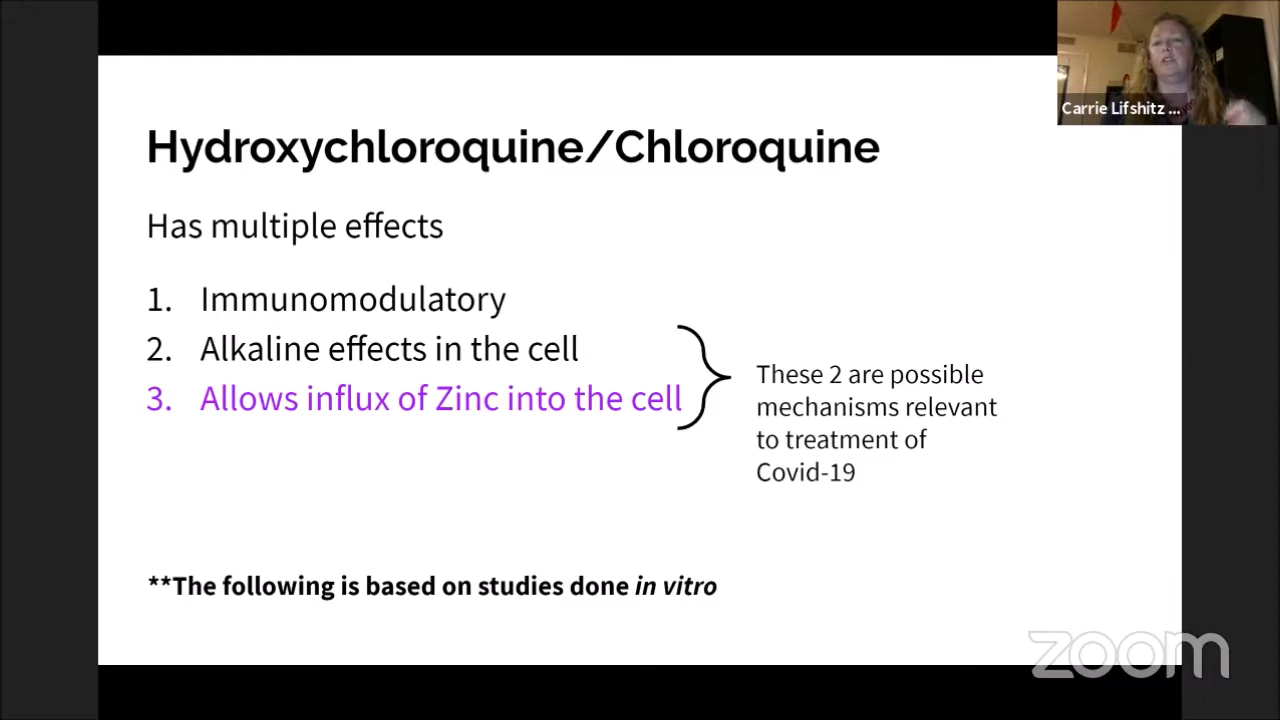 Carrie Lifshitz ...
Hydroxychloroquine/Chloroquine
Has multiple effects
1. Immunomodulatory
2. Alkaline effects in the cell
3. Allows influx of Zinc into the cell
These 2 are possible
mechanisms relevant
to treatment of
Covid-19
**The following is based on studies done in vitro
zoom